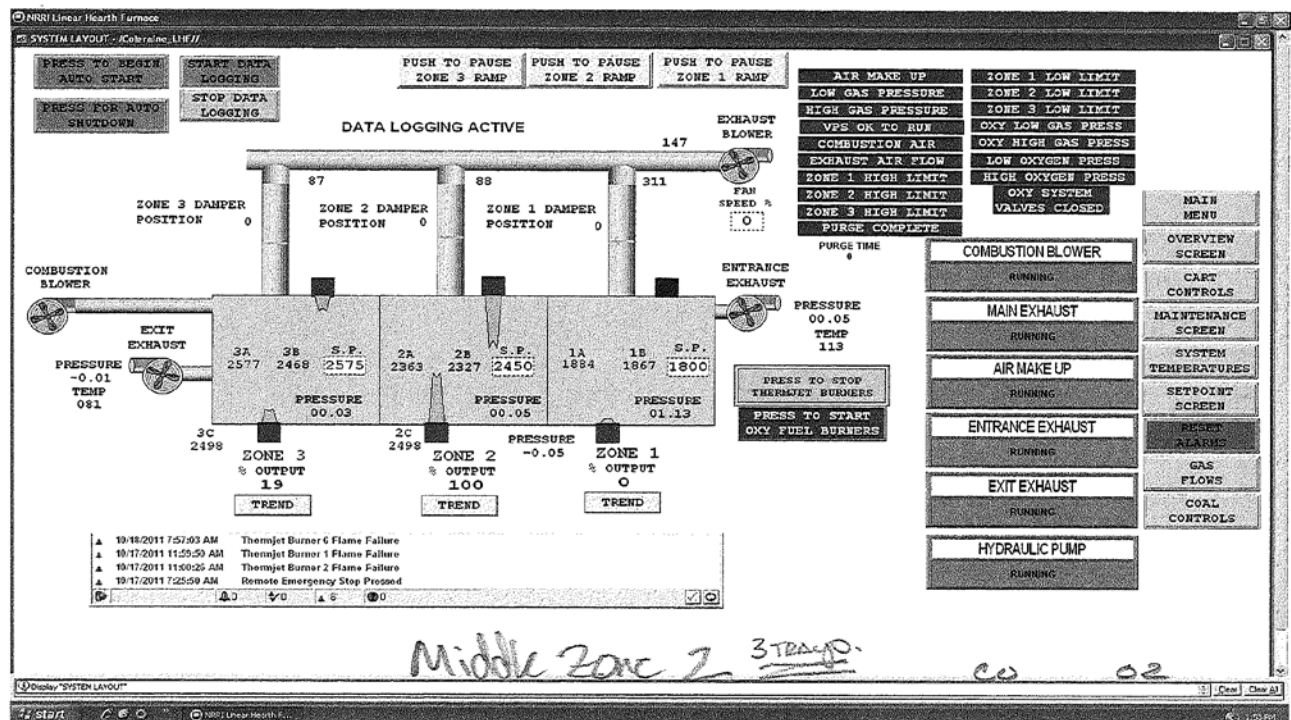 NRRI Linear Hearth Furnace
SYSTEM LAYOUT - /Coleraine_LHF//
PRESS TO BEGIN
AUTO START
START DATA
LOGGING
PRESS FOR AUTO
SHUTDOWN
STOP DATA
LOGGING
PUSH TO PAUSE
ZONE 3 RAMP
PUSH TO PAUSE
ZONE 2 RAMP
PUSH TO PAUSE
ZONE 1 RAMP
DATA LOGGING ACTIVE
AIR MAKE UP
LOW GAS PRESSURE
HIGH GAS PRESSURE
VPS OK TO RUN
COMBUSTION AIR
EXHAUST AIR FLOW
ZONE 1 HIGH LIMIT
ZONE 2 HIGH LIMIT
ZONE 3 HIGH LIMIT
PURGE COMPLETE
PURGE TIME
0
ZONE 1 LOW LIMIT
ZONE 2 LOW LIMIT
ZONE 3 LOW LIMIT
OXY LOW GAS PRESS
OXY HIGH GAS PRESS
LOW OXYGEN PRESS
HIGH OXYGEN PRESS
OXY SYSTEM
VALVES CLOSED
147
EXHAUST
BLOWER
FAN
SPEED %
0
87
88
311
ZONE 3 DAMPER
POSITION 0
ZONE 2 DAMPER
POSITION 0
ZONE 1 DAMPER
POSITION 0
COMBUSTION
BLOWER
EXIT
EXHAUST
PRESSURE
-0.01
TEMP
081
ENTRANCE
EXHAUST
PRESSURE
00.05
TEMP
113
3A
2577
3B
2468
S.P.
2575
2A
2363
2B
2327
S.P.
2450
1A
1884
1B
1867
S.P.
1800
PRESSURE
00.03
PRESSURE
00.05
PRESSURE
01.13
3C
2498
2C
2498
PRESSURE
-0.05
ZONE 3
% OUTPUT
19
TREND
ZONE 2
% OUTPUT
100
TREND
ZONE 1
% OUTPUT
0
TREND
PRESS TO STOP
THERMJET BURNERS
PRESS TO START
OXY FUEL BURNERS
COMBUSTION BLOWER
RUNNING
MAIN EXHAUST
RUNNING
AIR MAKE UP
RUNNING
ENTRANCE EXHAUST
RUNNING
EXIT EXHAUST
RUNNING
HYDRAULIC PUMP
RUNNING
MAIN
MENU
OVERVIEW
SCREEN
CART
CONTROLS
MAINTENANCE
SCREEN
SYSTEM
TEMPERATURES
SETPOINT
SCREEN
RESET
ALARMS
GAS
FLOWS
COAL
CONTROLS
10/18/2011 7:57:03 AM Thermjet Burner 6 Flame Failure
10/17/2011 11:59:50 AM Thermjet Burner 1 Flame Failure
10/17/2011 11:00:26 AM Thermjet Burner 2 Flame Failure
10/17/2011 7:25:50 AM Remote Emergency Stop Pressed
0 0 6 0
Middle Zone 2 3 TRAYS. CO O2
Display "SYSTEM LAYOUT"
Clear Clear All
start NRRI Linear Hearth F...